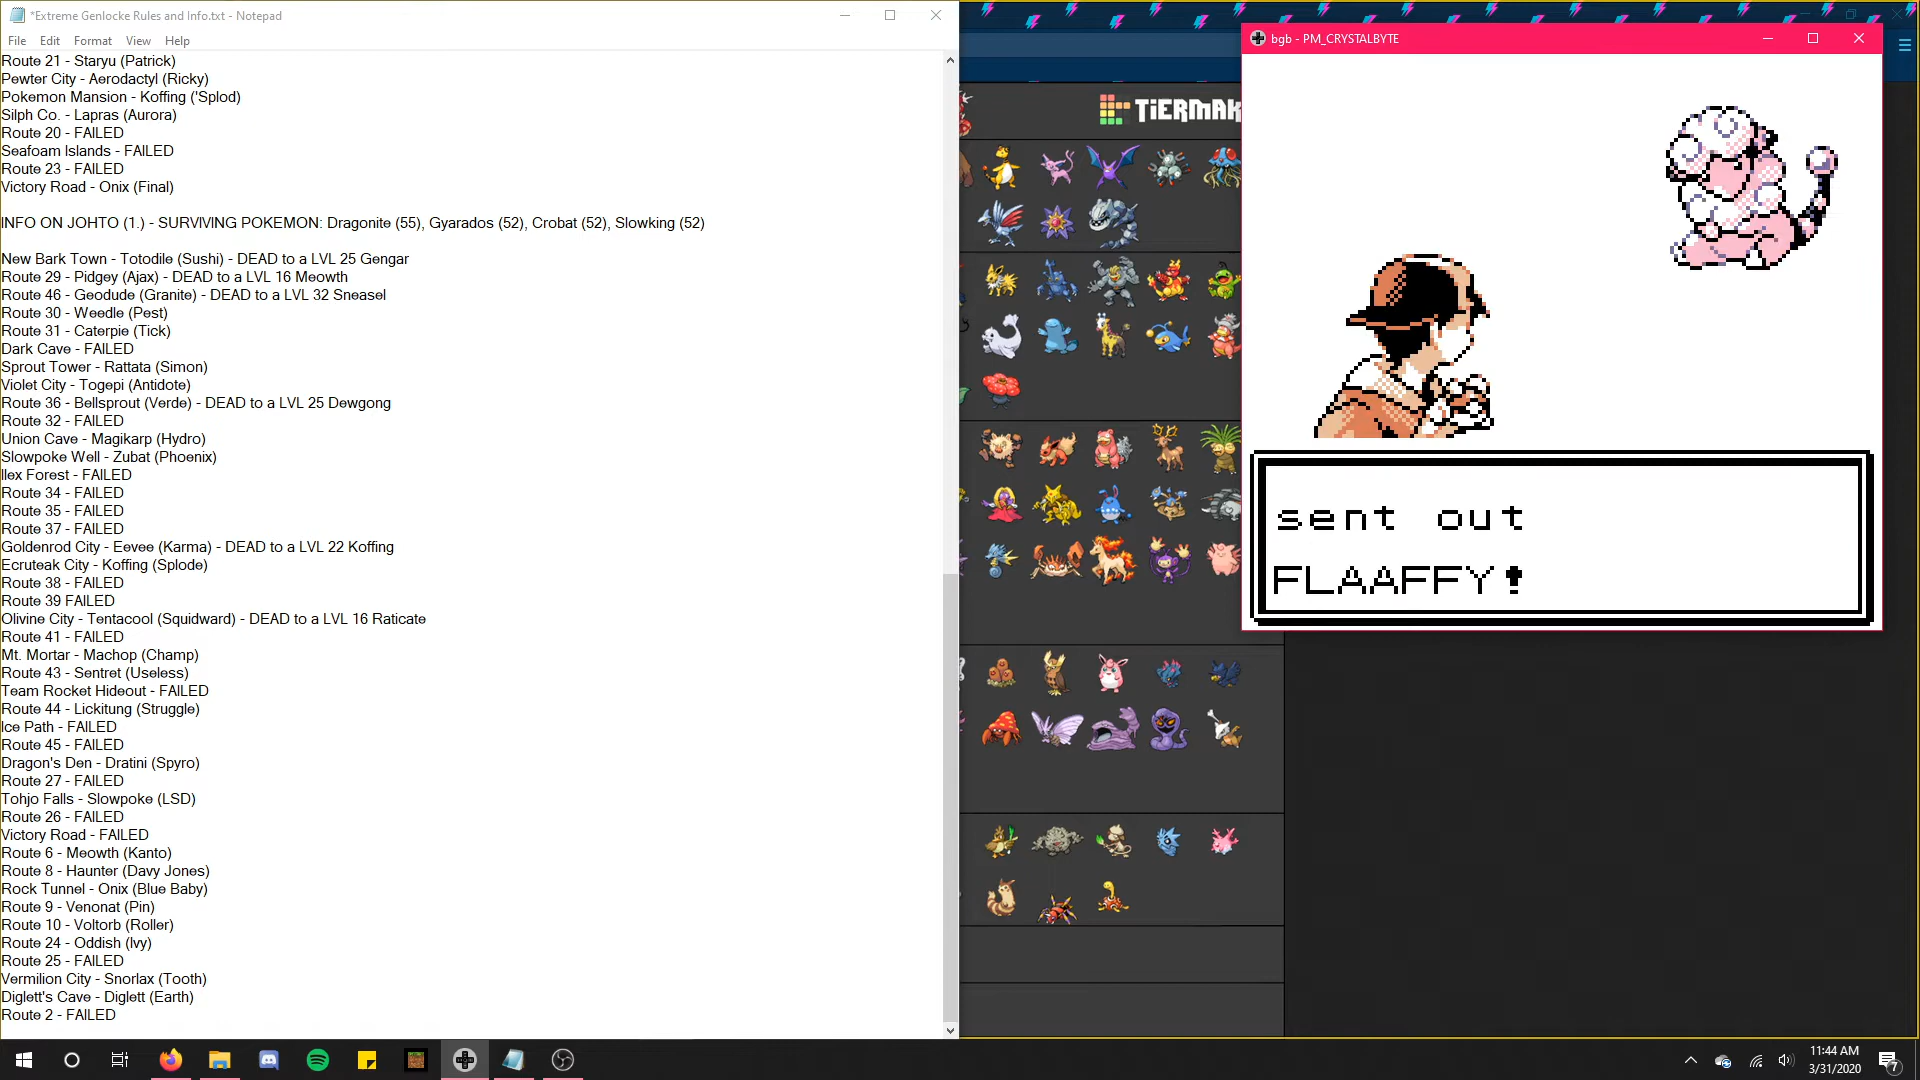 *Extreme Genlocke Rules and Info.txt - Notepad
File Edit Format View Help
Route 21 - Staryu (Patrick)
Pewter City - Aerodactyl (Ricky)
Pokemon Mansion - Koffing ('Splod)
Silph Co. - Lapras (Aurora)
Route 20 - FAILED
Seafoam Islands - FAILED
Route 23 - FAILED
Victory Road - Onix (Final)
INFO ON JOHTO (1.) - SURVIVING POKEMON: Dragonite (55), Gyarados (52), Crobat (52), Slowking (52)
New Bark Town - Totodile (Sushi) - DEAD to a LVL 25 Gengar
Route 29 - Pidgey (Ajax) - DEAD to a LVL 16 Meowth
Route 46 - Geodude (Granite) - DEAD to a LVL 32 Sneasel
Route 30 - Weedle (Pest)
Route 31 - Caterpie (Tick)
Dark Cave - FAILED
Sprout Tower - Rattata (Simon)
Violet City - Togepi (Antidote)
Route 36 - Bellsprout (Verde) - DEAD to a LVL 25 Dewgong
Route 32 - FAILED
Union Cave - Magikarp (Hydro)
Slowpoke Well - Zubat (Phoenix)
Ilex Forest - FAILED
Route 34 - FAILED
Route 35 - FAILED
Route 37 - FAILED
Goldenrod City - Eevee (Karma) - DEAD to a LVL 22 Koffing
Ecruteak City - Koffing (Splode)
Route 38 - FAILED
Route 39 FAILED
Olivine City - Tentacool (Squidward) - DEAD to a LVL 16 Raticate
Route 41 - FAILED
Mt. Mortar - Machop (Champ)
Route 43 - Sentret (Useless)
Team Rocket Hideout - FAILED
Route 44 - Lickitung (Struggle)
Ice Path - FAILED
Route 45 - FAILED
Dragon's Den - Dratini (Spyro)
Route 27 - FAILED
Tohjo Falls - Slowpoke (LSD)
Route 26 - FAILED
Victory Road - FAILED
Route 6 - Meowth (Kanto)
Route 8 - Haunter (Davy Jones)
Rock Tunnel - Onix (Blue Baby)
Route 9 - Venonat (Pin)
Route 10 - Voltorb (Roller)
Route 24 - Oddish (Ivy)
Route 25 - FAILED
Vermilion City - Snorlax (Tooth)
Diglett's Cave - Diglett (Earth)
Route 2 - FAILED
TIERMAK
bgb - PM_CRYSTALBYTE
sent out
FLAAFFY!
11:44 AM
3/31/2020
7